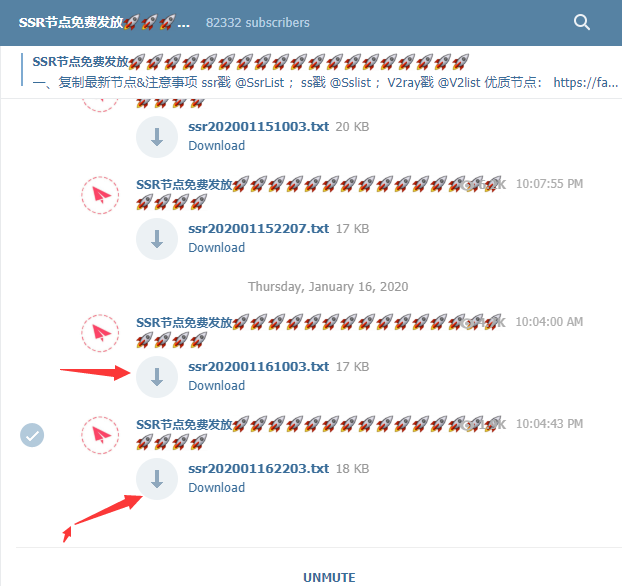 SSR节点免费发放🚀🚀🚀... 82332 subscribers
SSR节点免费发放🚀🚀🚀🚀🚀🚀🚀🚀🚀🚀🚀🚀🚀🚀🚀🚀🚀🚀🚀
一、复制最新节点&注意事项 ssr戳 @SsrList ；ss戳 @Sslist ；V2ray戳 @V2list 优质节点： https://fa...
🚀🚀🚀🚀
ssr202001151003.txt 20 KB
Download
SSR节点免费发放🚀🚀🚀🚀🚀🚀🚀🚀🚀🚀🚀🚀🚀🚀🚀 10:07:55 PM
🚀🚀🚀🚀
ssr202001152207.txt 17 KB
Download
Thursday, January 16, 2020
SSR节点免费发放🚀🚀🚀🚀🚀🚀🚀🚀🚀🚀🚀🚀🚀🚀🚀 10:04:00 AM
🚀🚀🚀🚀
ssr202001161003.txt 17 KB
Download
SSR节点免费发放🚀🚀🚀🚀🚀🚀🚀🚀🚀🚀🚀🚀🚀🚀🚀 10:04:43 PM
🚀🚀🚀🚀
ssr202001162203.txt 18 KB
Download
UNMUTE